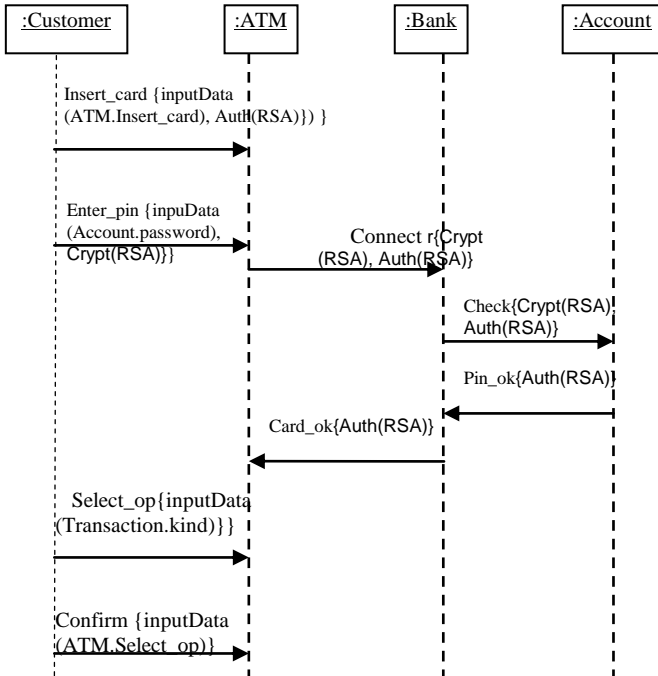 :Customer
:ATM
:Bank
:Account
Insert_card {inputData
(ATM.Insert_card), Auth(RSA)}) }
Enter_pin {inpuData
(Account.password),
Crypt(RSA)}}
Connect r{Crypt
(RSA), Auth(RSA)}
Check{Crypt(RSA),
Auth(RSA)}
Pin_ok{Auth(RSA)}
Card_ok{Auth(RSA)}
Select_op{inputData
(Transaction.kind)}}
Confirm {inputData
(ATM.Select_op)}